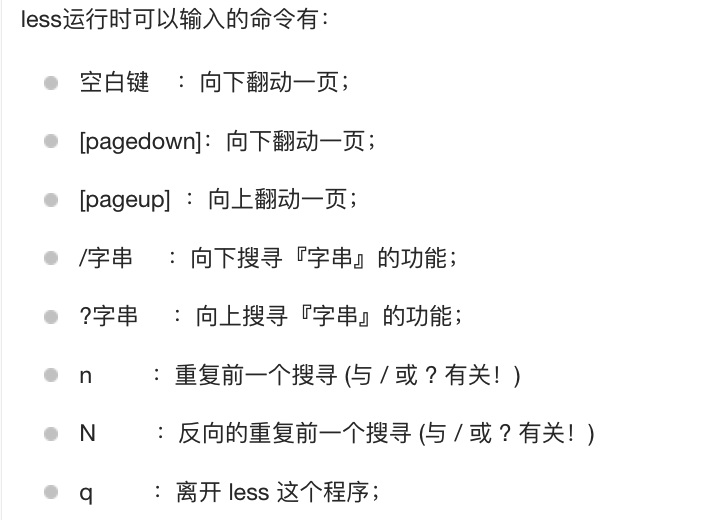 less运行时可以输入的命令有：
空白键 ：向下翻动一页；
[pagedown]：向下翻动一页；
[pageup] ：向上翻动一页；
/字串 ：向下搜寻『字串』的功能；
?字串 ：向上搜寻『字串』的功能；
n ：重复前一个搜寻 (与 / 或 ? 有关！)
N ：反向的重复前一个搜寻 (与 / 或 ? 有关！)
q ：离开 less 这个程序；